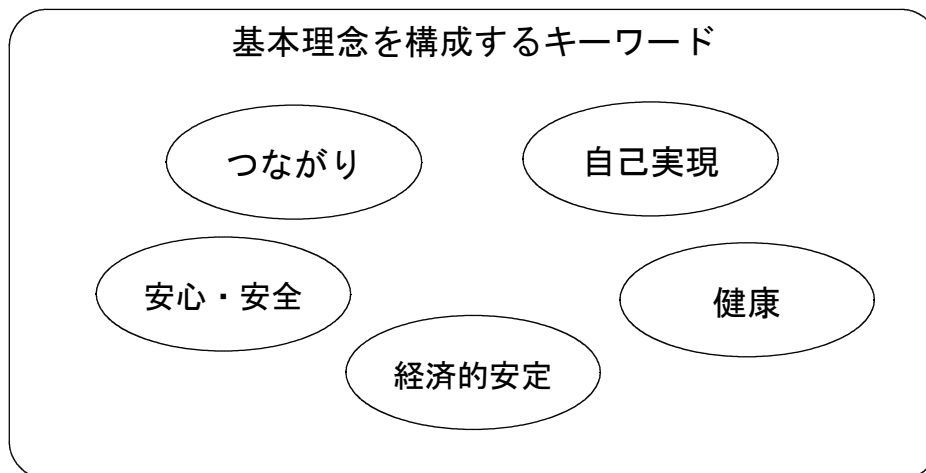 基本理念を構成するキーワード
つながり
自己実現
安心・安全
健康
経済的安定